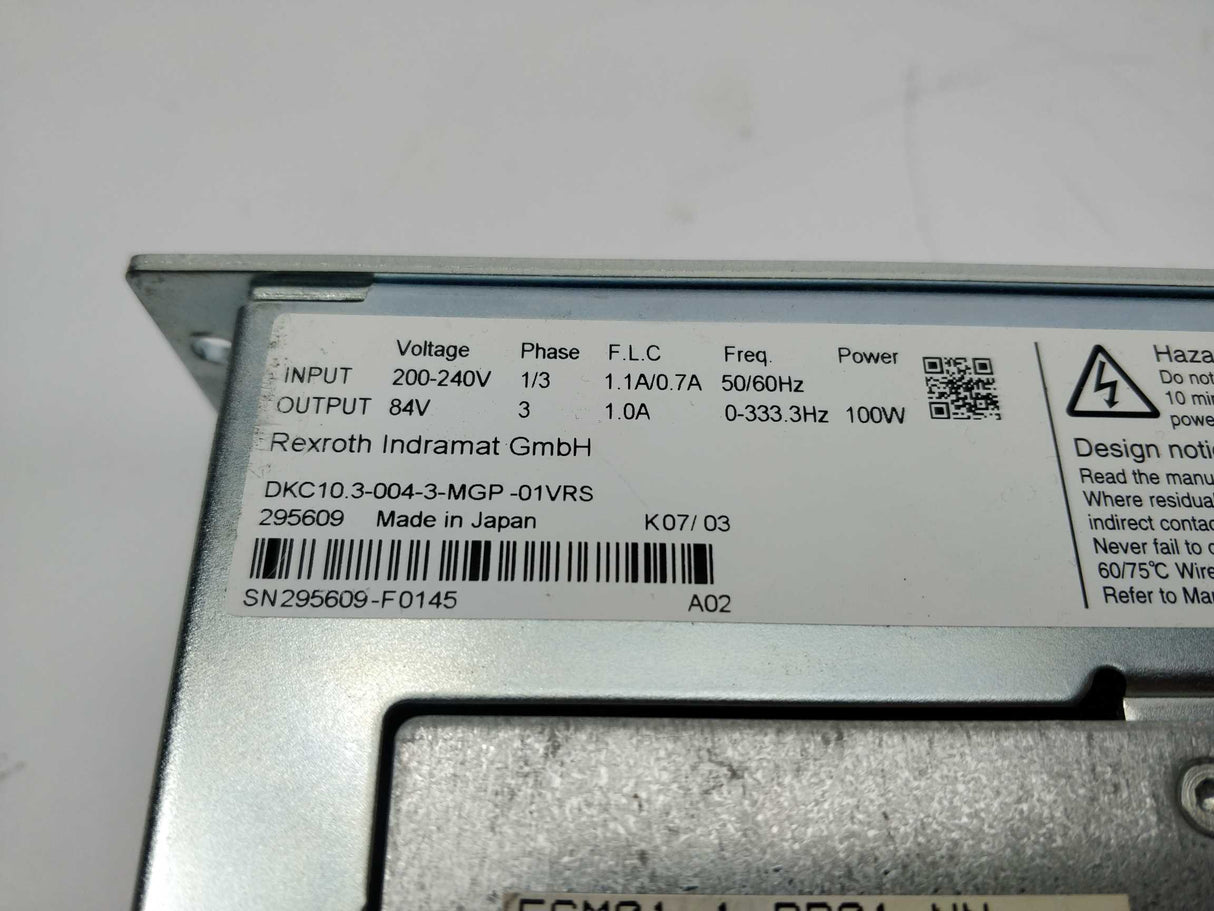 Voltage Phase F.L.C Freq. Power
INPUT 200-240V 1/3 1.1A/0.7A 50/60Hz
OUTPUT 84V 3 1.0A 0-333.3Hz 100W
Rexroth Indramat GmbH
DKC10.3-004-3-MGP -01VRS
295609 Made in Japan K07/ 03
SN295609-F0145 A02
Haza
Do not
10 min
powe
Design noti
Read the manu
Where residual
indirect contac
Never fail to
60/75℃ Wire
Refer to Ma